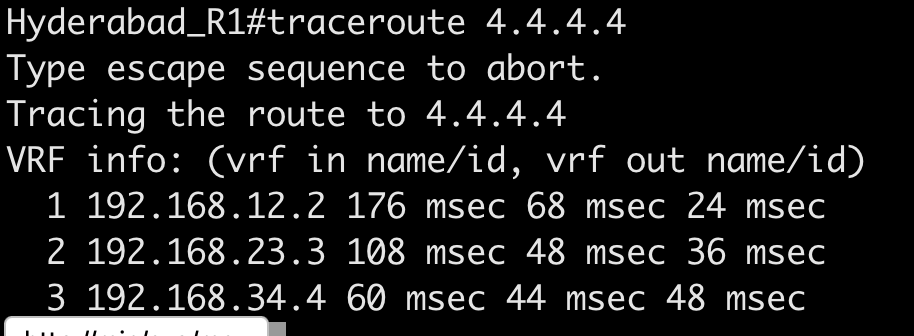 Hyderabad_R1#traceroute 4.4.4.4
Type escape sequence to abort.
Tracing the route to 4.4.4.4
VRF info: (vrf in name/id, vrf out name/id)
1 192.168.12.2 176 msec 68 msec 24 msec
2 192.168.23.3 108 msec 48 msec 36 msec
3 192.168.34.4 60 msec 44 msec 48 msec